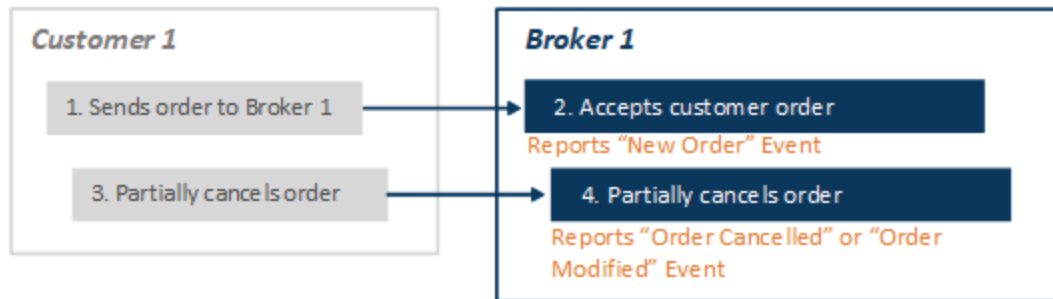 Customer 1
Broker 1
1. Sends order to Broker 1
2. Accepts customer order
Reports “New Order” Event
3. Partially cancels order
4. Partially cancels order
Reports “Order Cancelled” or “Order
Modified” Event